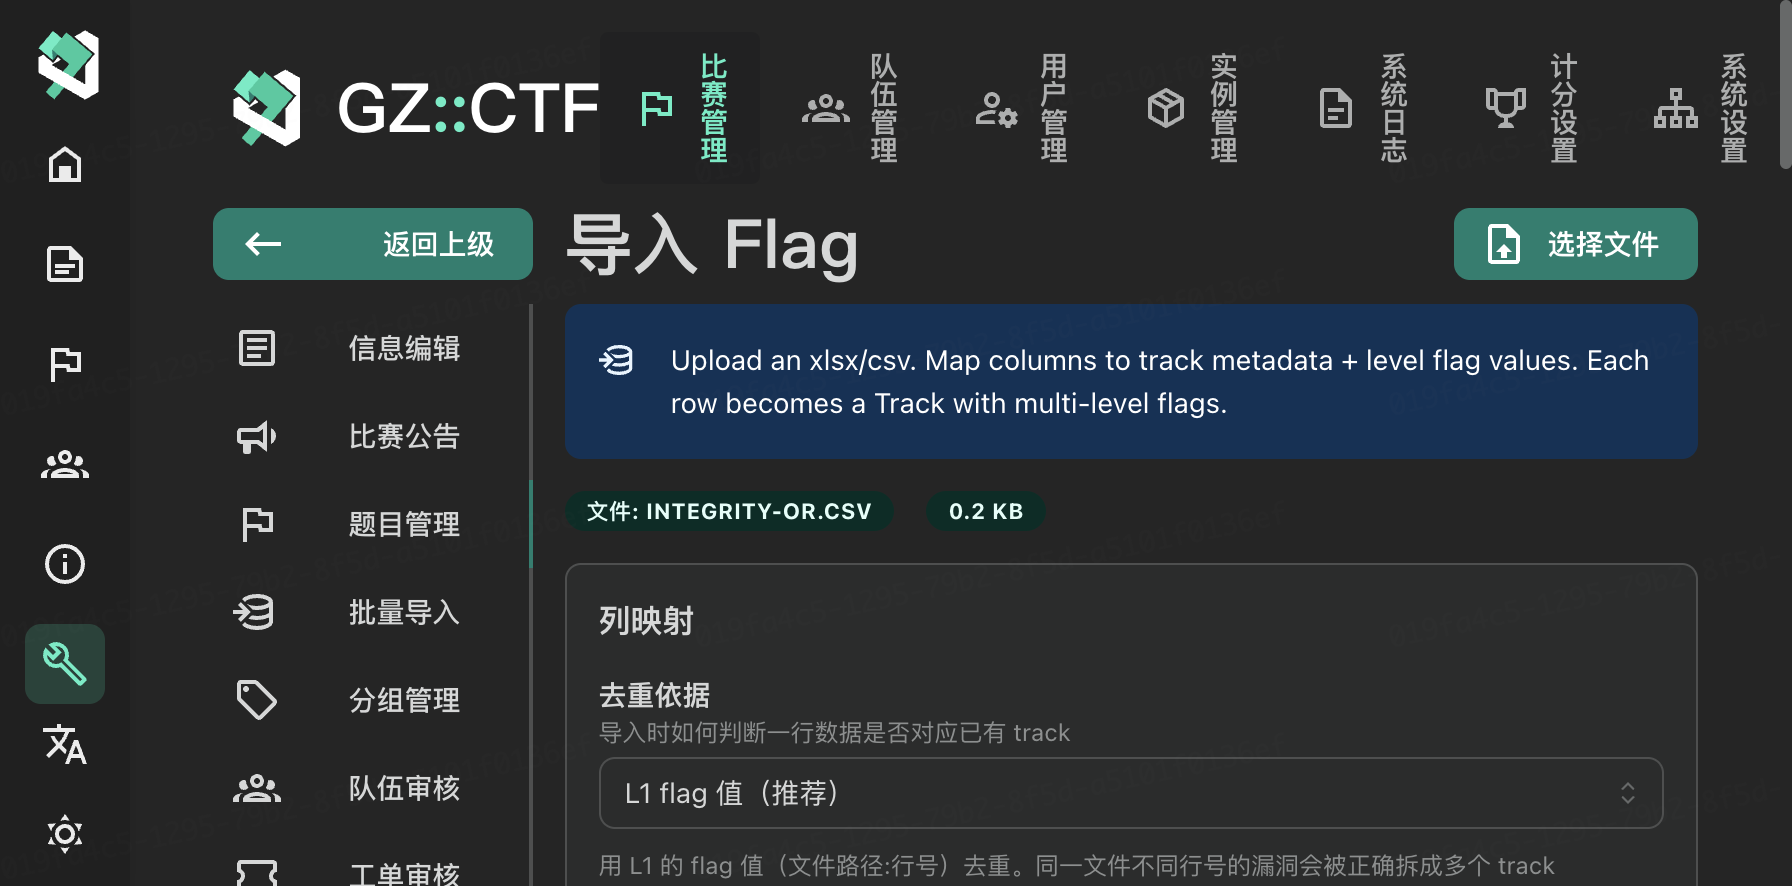 GZ::CTF
比赛管理
队伍管理
用户管理
实例管理
系统日志
计分设置
系统设置
返回上级
导入 Flag
选择文件
信息编辑
比赛公告
题目管理
批量导入
分组管理
队伍审核
工单审核
Upload an xlsx/csv. Map columns to track metadata + level flag values. Each
row becomes a Track with multi-level flags.
文件: INTEGRITY-OR.CSV
0.2 KB
列映射
去重依据
导入时如何判断一行数据是否对应已有 track
L1 flag 值（推荐）
用 L1 的 flag 值（文件路径:行号）去重。同一文件不同行号的漏洞会被正确拆成多个 track